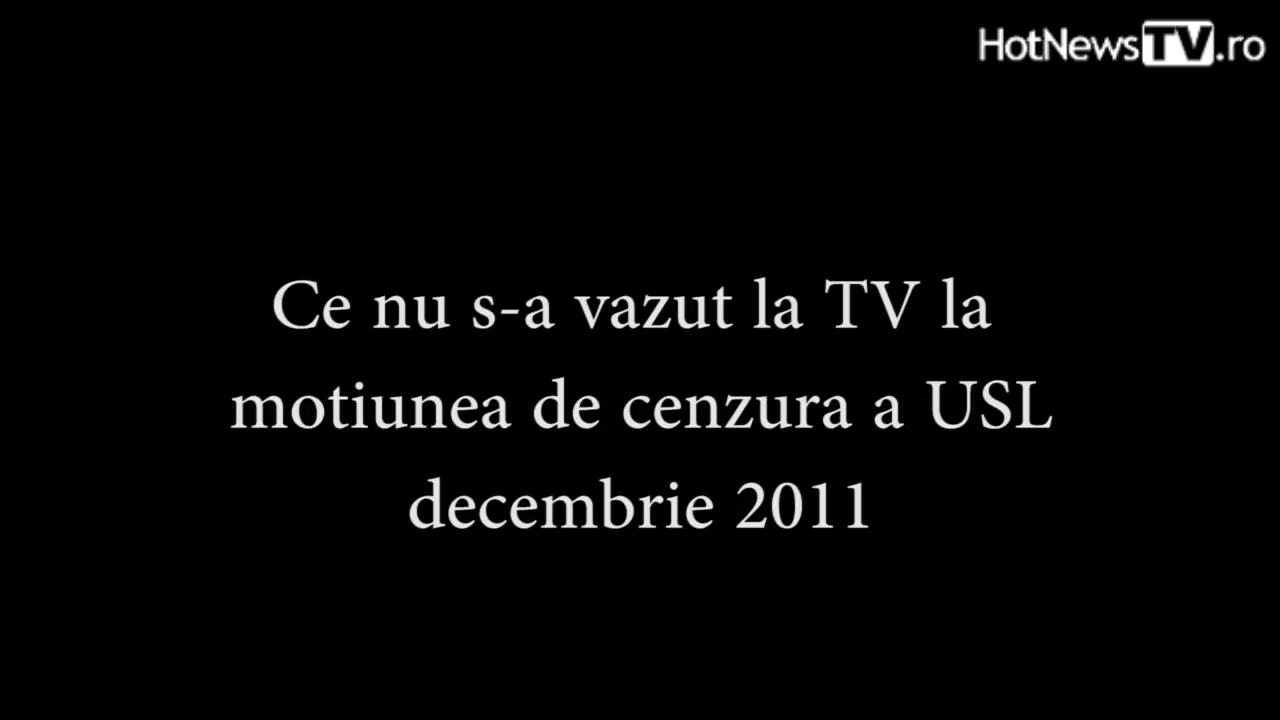 HotNewsTV.ro
Ce nu s-a vazut la TV la
motiunea de cenzura a USL
decembrie 2011